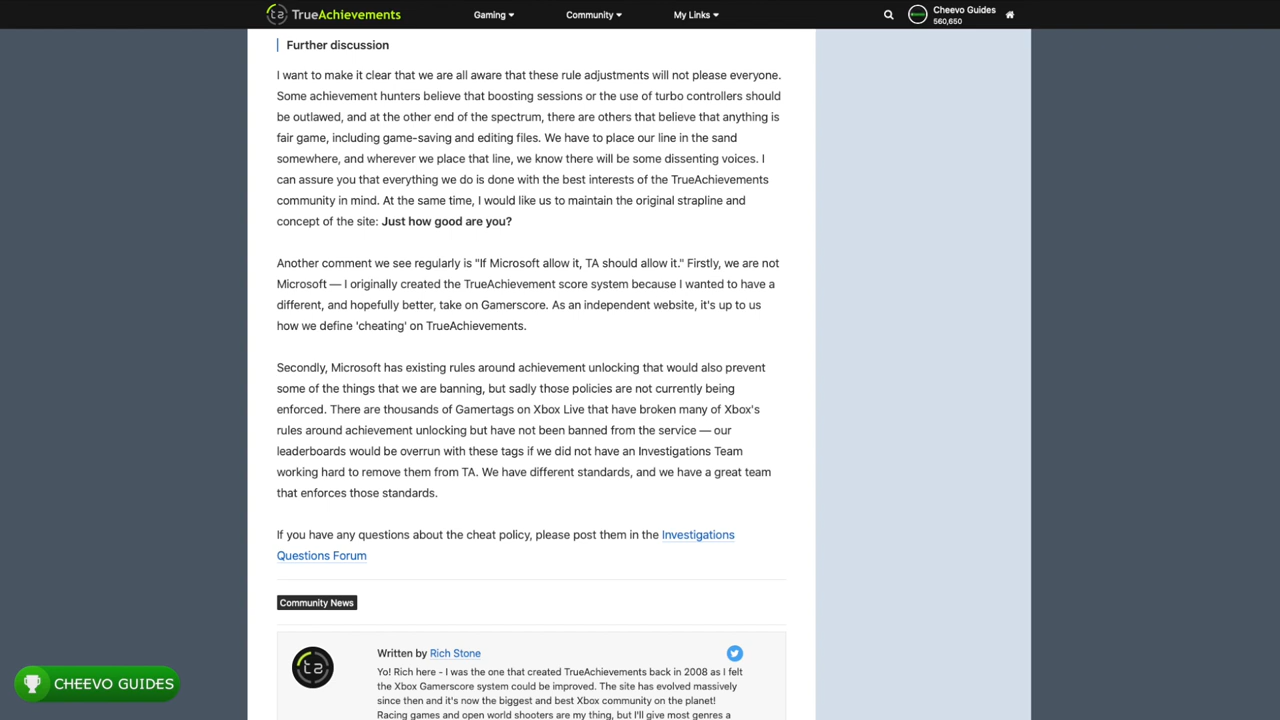 TrueAchievements
Gaming
Community
My Links
Cheevo Guides
560,650
Further discussion
I want to make it clear that we are all aware that these rule adjustments will not please everyone.
Some achievement hunters believe that boosting sessions or the use of turbo controllers should
be outlawed, and at the other end of the spectrum, there are others that believe that anything is
fair game, including game-saving and editing files. We have to place our line in the sand
somewhere, and wherever we place that line, we know there will be some dissenting voices. I
can assure you that everything we do is done with the best interests of the TrueAchievements
community in mind. At the same time, I would like us to maintain the original strapline and
concept of the site: Just how good are you?
Another comment we see regularly is "If Microsoft allow it, TA should allow it." Firstly, we are not
Microsoft — I originally created the TrueAchievement score system because I wanted to have a
different, and hopefully better, take on Gamerscore. As an independent website, it's up to us
how we define 'cheating' on TrueAchievements.
Secondly, Microsoft has existing rules around achievement unlocking that would also prevent
some of the things that we are banning, but sadly those policies are not currently being
enforced. There are thousands of Gamertags on Xbox Live that have broken many of Xbox's
rules around achievement unlocking but have not been banned from the service — our
leaderboards would be overrun with these tags if we did not have an Investigations Team
working hard to remove them from TA. We have different standards, and we have a great team
that enforces those standards.
If you have any questions about the cheat policy, please post them in the Investigations
Questions Forum
Community News
Written by Rich Stone
Yo! Rich here - I was the one that created TrueAchievements back in 2008 as I felt
the Xbox Gamerscore system could be improved. The site has evolved massively
since then and it's now the biggest and best Xbox community on the planet!
Racing games and open world shooters are my thing, but I'll give most genres a
CHEEVO GUIDES